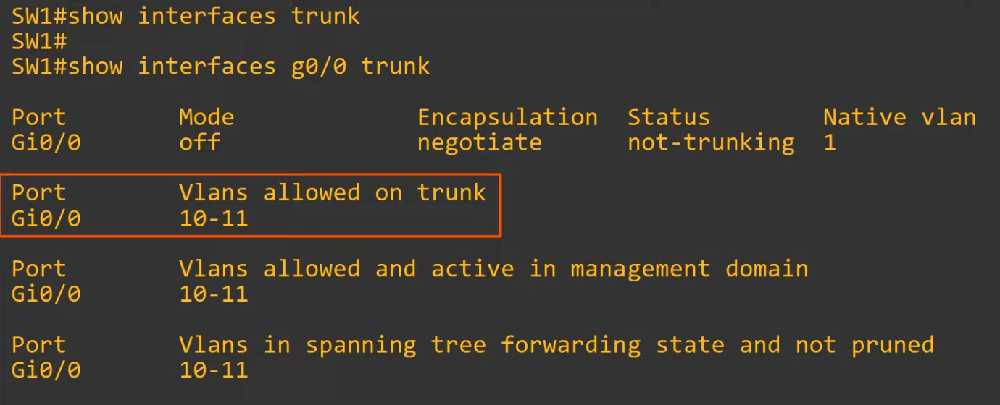 SW1#show interfaces trunk
SW1#
SW1#show interfaces g0/0 trunk
Port Mode Encapsulation Status Native vlan
Gi0/0 off negotiate not-trunking 1
Port Vlans allowed on trunk
Gi0/0 10-11
Port Vlans allowed and active in management domain
Gi0/0 10-11
Port Vlans in spanning tree forwarding state and not pruned
Gi0/0 10-11